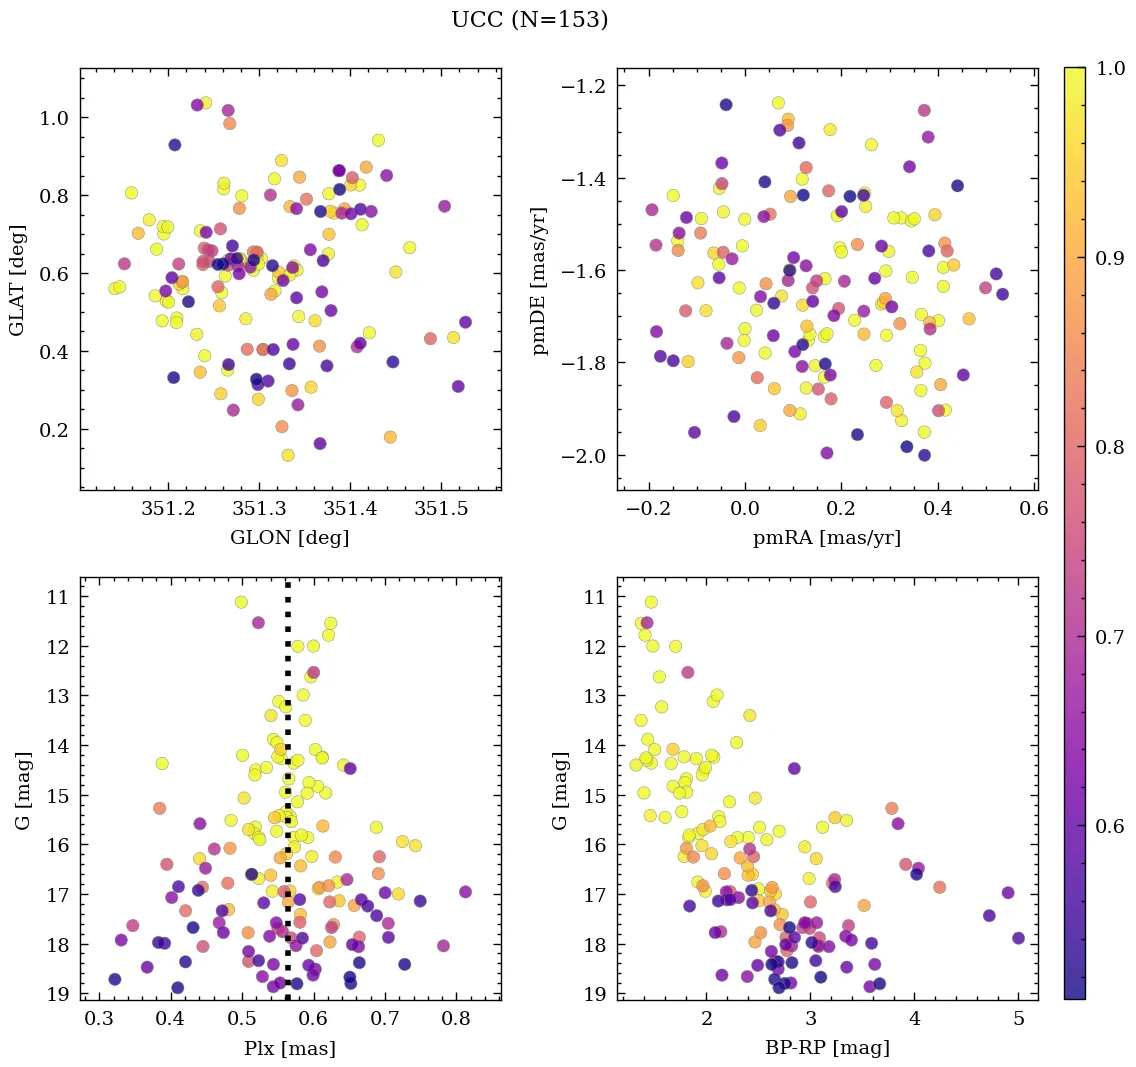 UCC (N=153)
1.0
0.8
0.6
0.4
0.2
GLAT [deg]
351.2 351.3 351.4 351.5
GLON [deg]
−1.2
−1.4
−1.6
−1.8
−2.0
pmDE [mas/yr]
−0.2 0.0 0.2 0.4 0.6
pmRA [mas/yr]
1.0
0.9
0.8
0.7
0.6
11
12
13
14
15
16
17
18
19
G [mag]
0.3 0.4 0.5 0.6 0.7 0.8
Plx [mas]
11
12
13
14
15
16
17
18
19
G [mag]
2 3 4 5
BP-RP [mag]